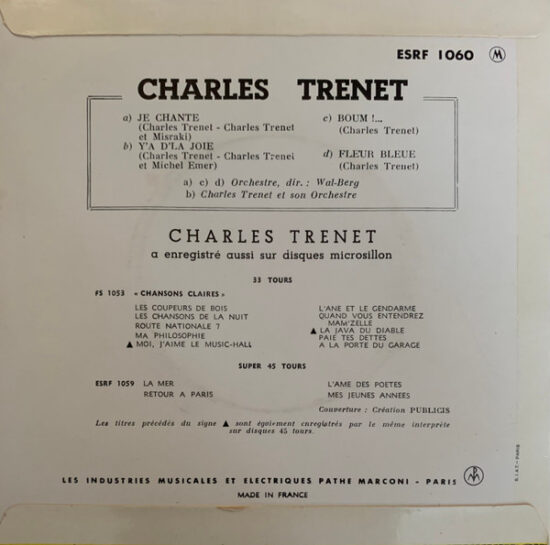 ESRF 1060 M
CHARLES TRENET
a) JE CHANTE
(Charles Trenet - Charles Trenet
et Misraki)
b) Y'A D'LA JOIE
(Charles Trenet - Charles Trenet
et Michel Emer)
c) BOUM !...
(Charles Trenet)
d) FLEUR BLEUE
(Charles Trenet)
a) c) d) Orchestre, dir. : Wal-Berg
b) Charles Trenet et son Orchestre
CHARLES TRENET
a enregistré aussi sur disques microsillon
33 TOURS
FS 1053 « CHANSONS CLAIRES »
LES COUPEURS DE BOIS
LES CHANSONS DE LA NUIT
ROUTE NATIONALE 7
MA PHILOSOPHIE
▲ MOI, J'AIME LE MUSIC-HALL
L'ANE ET LE GENDARME
QUAND VOUS ENTENDREZ
MAM'ZELLE
▲ LA JAVA DU DIABLE
PAIE TES DETTES
A LA PORTE DU GARAGE
SUPER 45 TOURS
ESRF 1059 LA MER
RETOUR A PARIS
L'AME DES POETES
MES JEUNES ANNEES
Couverture : Création PUBLICIS
Les titres précédés du signe ▲ sont également enregistrés par le même interprète
sur disques 45 tours.
LES INDUSTRIES MUSICALES ET ELECTRIQUES PATHE MARCONI - PARIS
MADE IN FRANCE
S.I.A.T. - PARIS